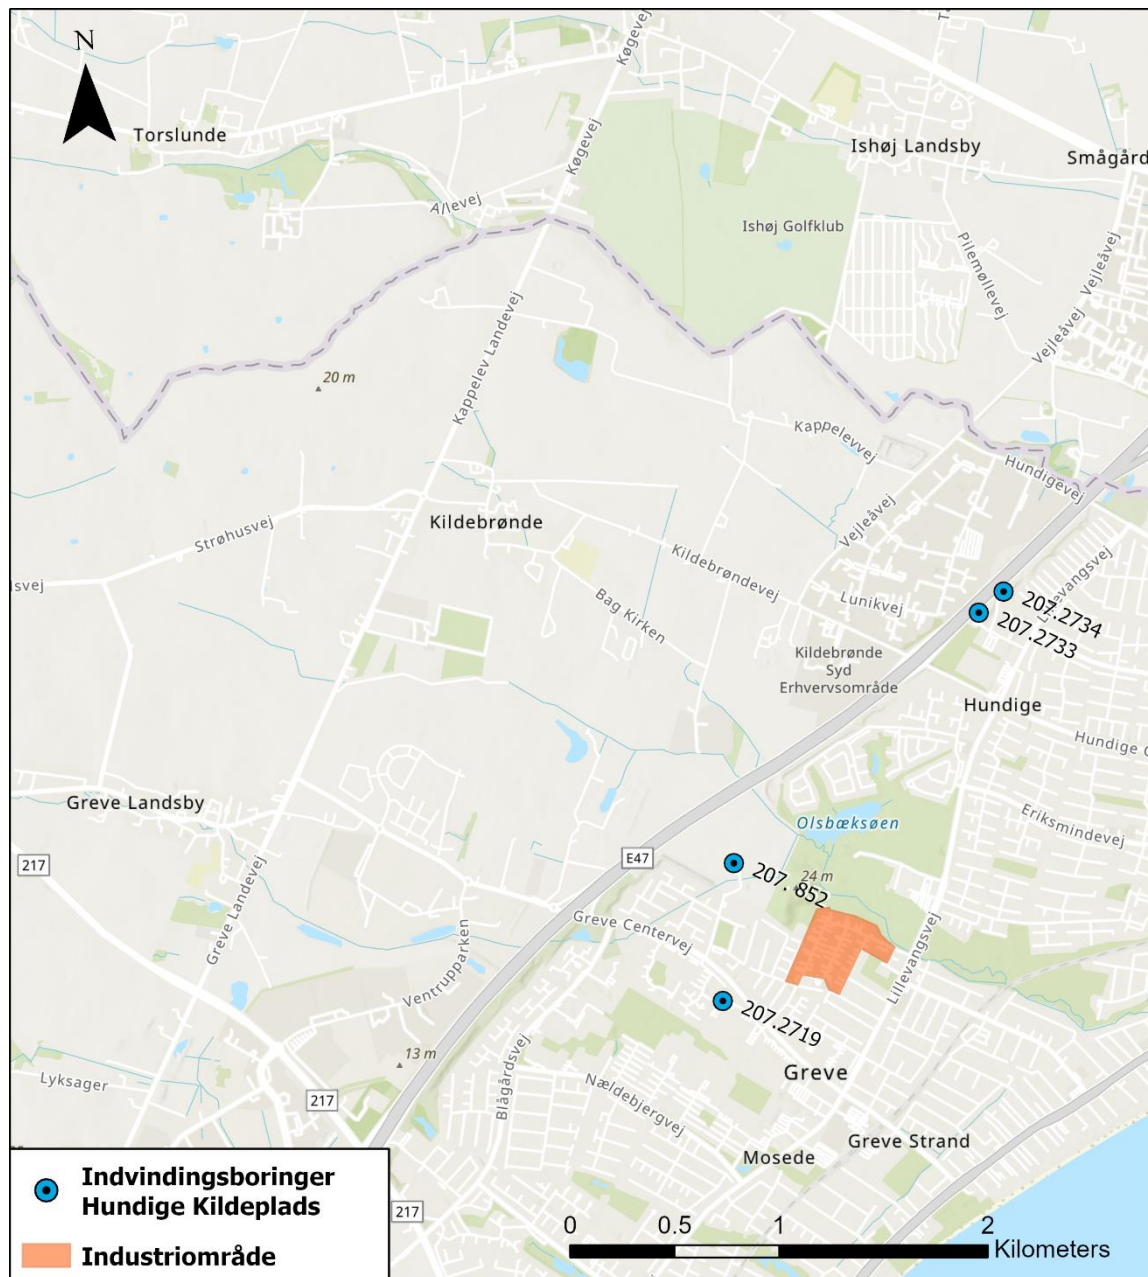 N
Torslunde
Køgevej
Køgevej
Ishøj Landsby
Smågård
Allevej
Ishøj Golfklub
Pilemøllevej
Vejleåvej
Vejleåvej
20 m
Kappelev Landevej
Kappelevvej
Hundigevej
Strøhusvej
Kildebrønde
Vejleåvej
Kildebrøndevej
Lunikvej
Bag Kirken
lsvej
207.2734
207.2733
Kildebrønde
Syd
Erhvervsområde
Hundige
Hundige
Greve Landsby
Eriksmindevej
Olsbæksøen
217
E47
24 m
207. 852
Greve Landevej
Greve Centervej
Ventrupparken
Lillevangsvej
207.2719
13 m
Lyksager
217
Blågårdsvej
Greve
Nældebjergvej
Greve Strand
Mosede
217
Indvindingsboringer
Hundige Kildeplads
Industriområde
0 0.5 1 2
Kilometers